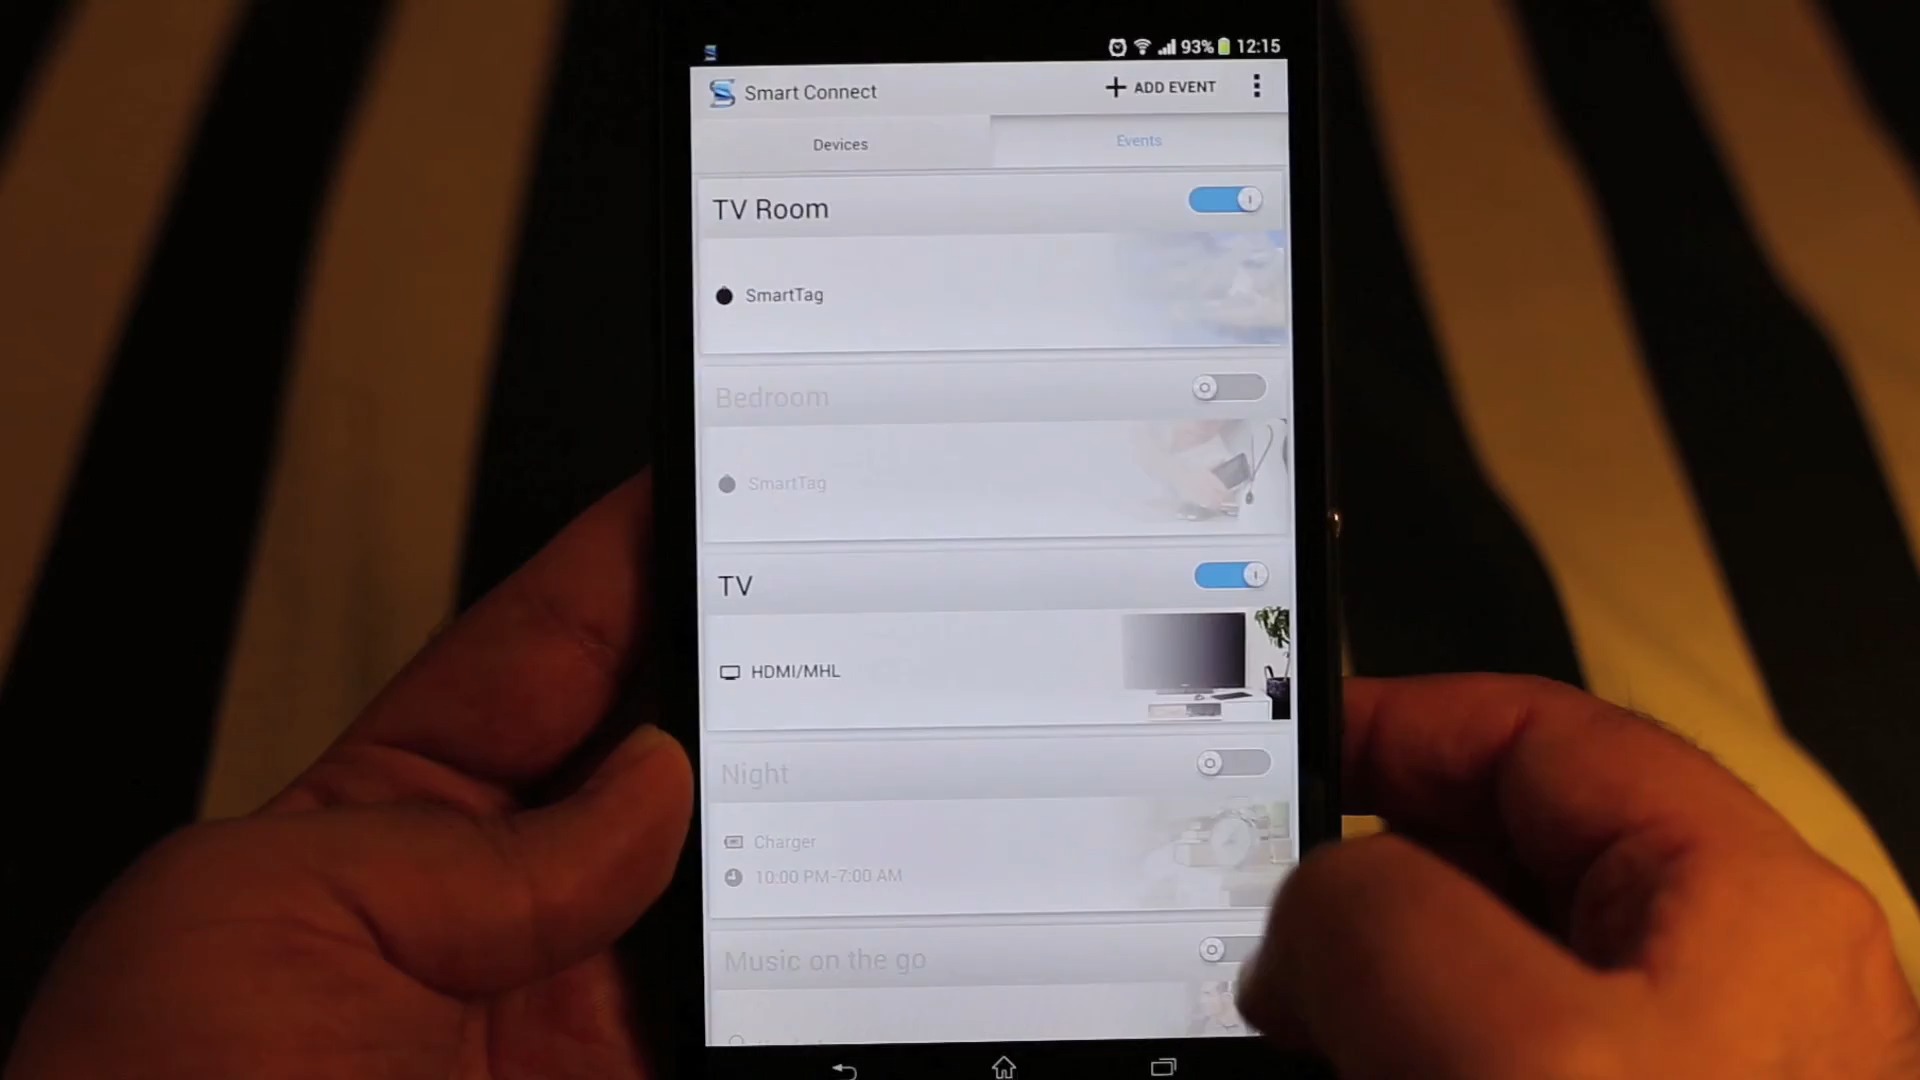 93% 12:15
Smart Connect + ADD EVENT
Devices Events
TV Room
SmartTag
Bedroom
SmartTag
TV
HDMI/MHL
Night
Charger
10:00 PM-7:00 AM
Music on the go